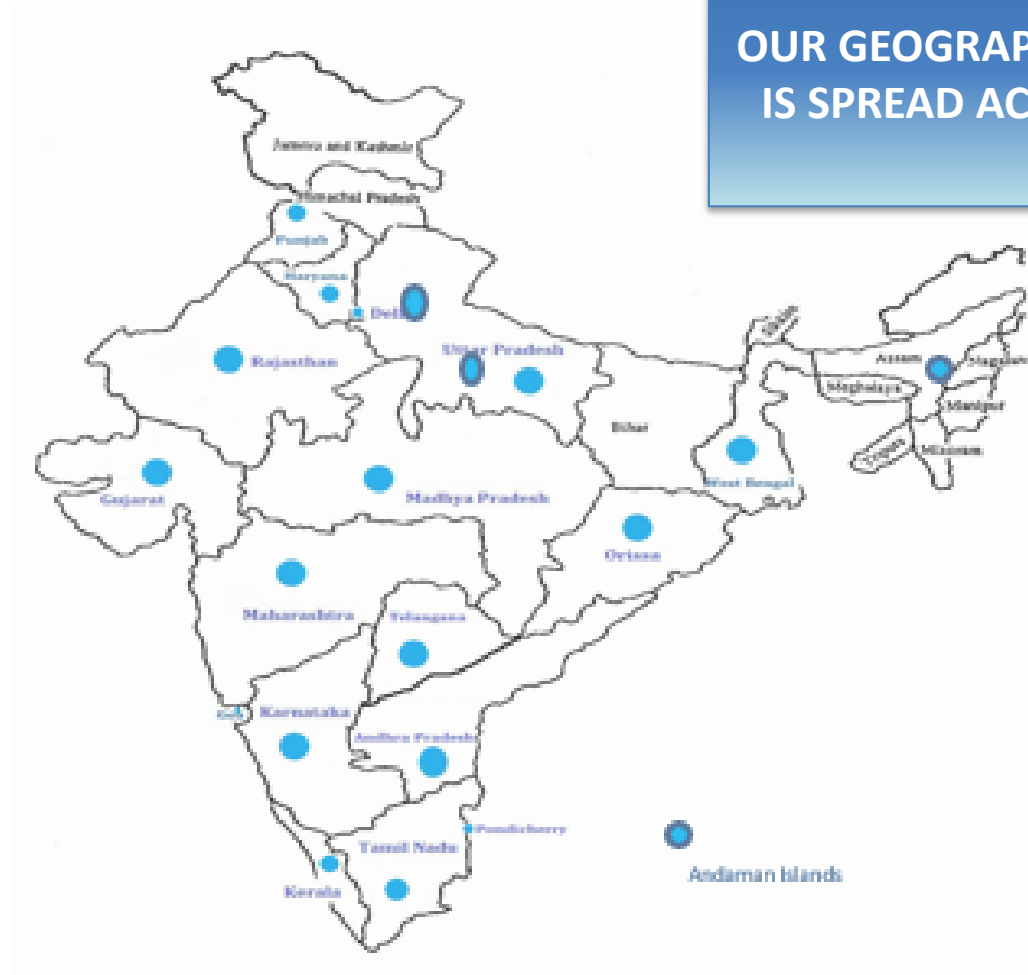 OUR GEOGRAP
IS SPREAD AC
Jammu and Kashmir
Himachal Pradesh
Punjab
Haryana
Delhi
Rajasthan
Uttar Pradesh
Assam
Nagaland
Meghalaya
Manipur
Bihar
Tripura
Mizoram
West Bengal
Gujarat
Madhya Pradesh
Orissa
Maharashtra
Telangana
Goa
Karnataka
Andhra Pradesh
Pondicherry
Tamil Nadu
Kerala
Andaman Islands